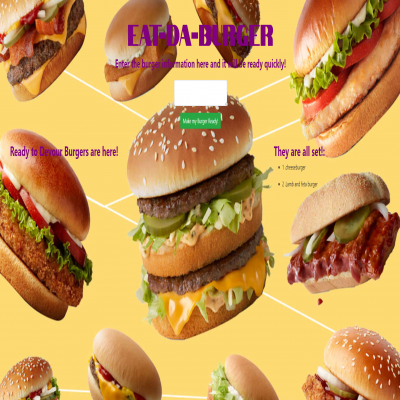 EAT-DA-BURGER
Enter the burger information here and it will be ready quickly!
Make my Burger Ready!
Ready to Devour Burgers are here!
They are all set!:
1. cheeseburger
2. Lamb and feta burger